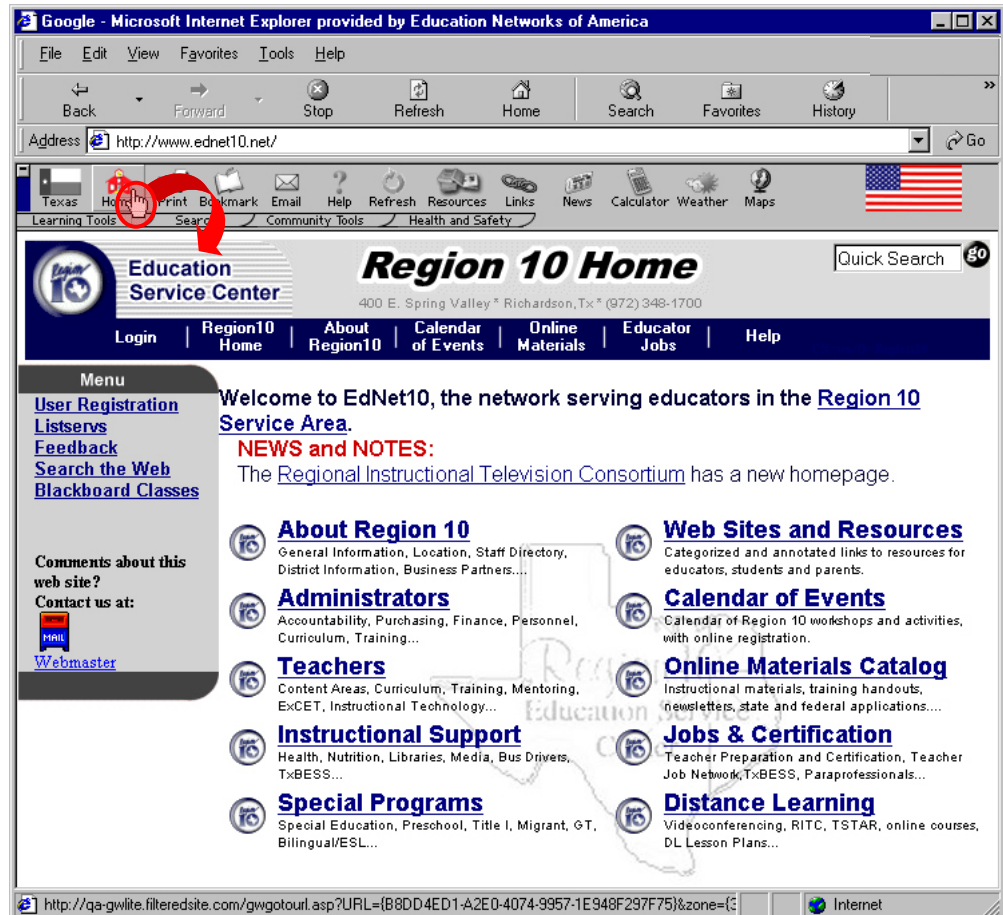 Google - Microsoft Internet Explorer provided by Education Networks of America
File Edit View Favorites Tools Help
Back Forward Stop Refresh Home Search Favorites History »
Address http://www.ednet10.net/ Go
Texas Home Print Bookmark Email Help Refresh Resources Links News Calculator Weather Maps
Learning Tools Search Community Tools Health and Safety
Region 10
Education
Service Center
Region 10 Home
400 E. Spring Valley * Richardson, Tx * (972) 348-1700
Quick Search go
Login | Region10 Home | About Region10 | Calendar of Events | Online Materials | Educator Jobs | Help
Menu
User Registration
Listservs
Feedback
Search the Web
Blackboard Classes
Comments about this
web site?
Contact us at:
MAIL
Webmaster
Welcome to EdNet10, the network serving educators in the Region 10
Service Area.
NEWS and NOTES:
The Regional Instructional Television Consortium has a new homepage.
About Region 10
General Information, Location, Staff Directory,
District Information, Business Partners....
Administrators
Accountability, Purchasing, Finance, Personnel,
Curriculum, Training...
Teachers
Content Areas, Curriculum, Training, Mentoring,
ExCET, Instructional Technology...
Instructional Support
Health, Nutrition, Libraries, Media, Bus Drivers,
TxBESS...
Special Programs
Special Education, Preschool, Title I, Migrant, GT,
Bilingual/ESL...
Web Sites and Resources
Categorized and annotated links to resources for
educators, students and parents.
Calendar of Events
Calendar of Region 10 workshops and activities,
with online registration.
Online Materials Catalog
Instructional materials, training handouts,
newsletters, state and federal applications....
Jobs & Certification
Teacher Preparation and Certification, Teacher
Job Network,TxBESS, Paraprofessionals...
Distance Learning
Videoconferencing, RITC, TSTAR, online courses,
DL Lesson Plans...
Region 10
Education Service
Center
http://qa-gwlite.filteredsite.com/gwgotourl.asp?URL={B8DD4ED1-A2E0-4074-9957-1E948F297F75}&zone={3
Internet